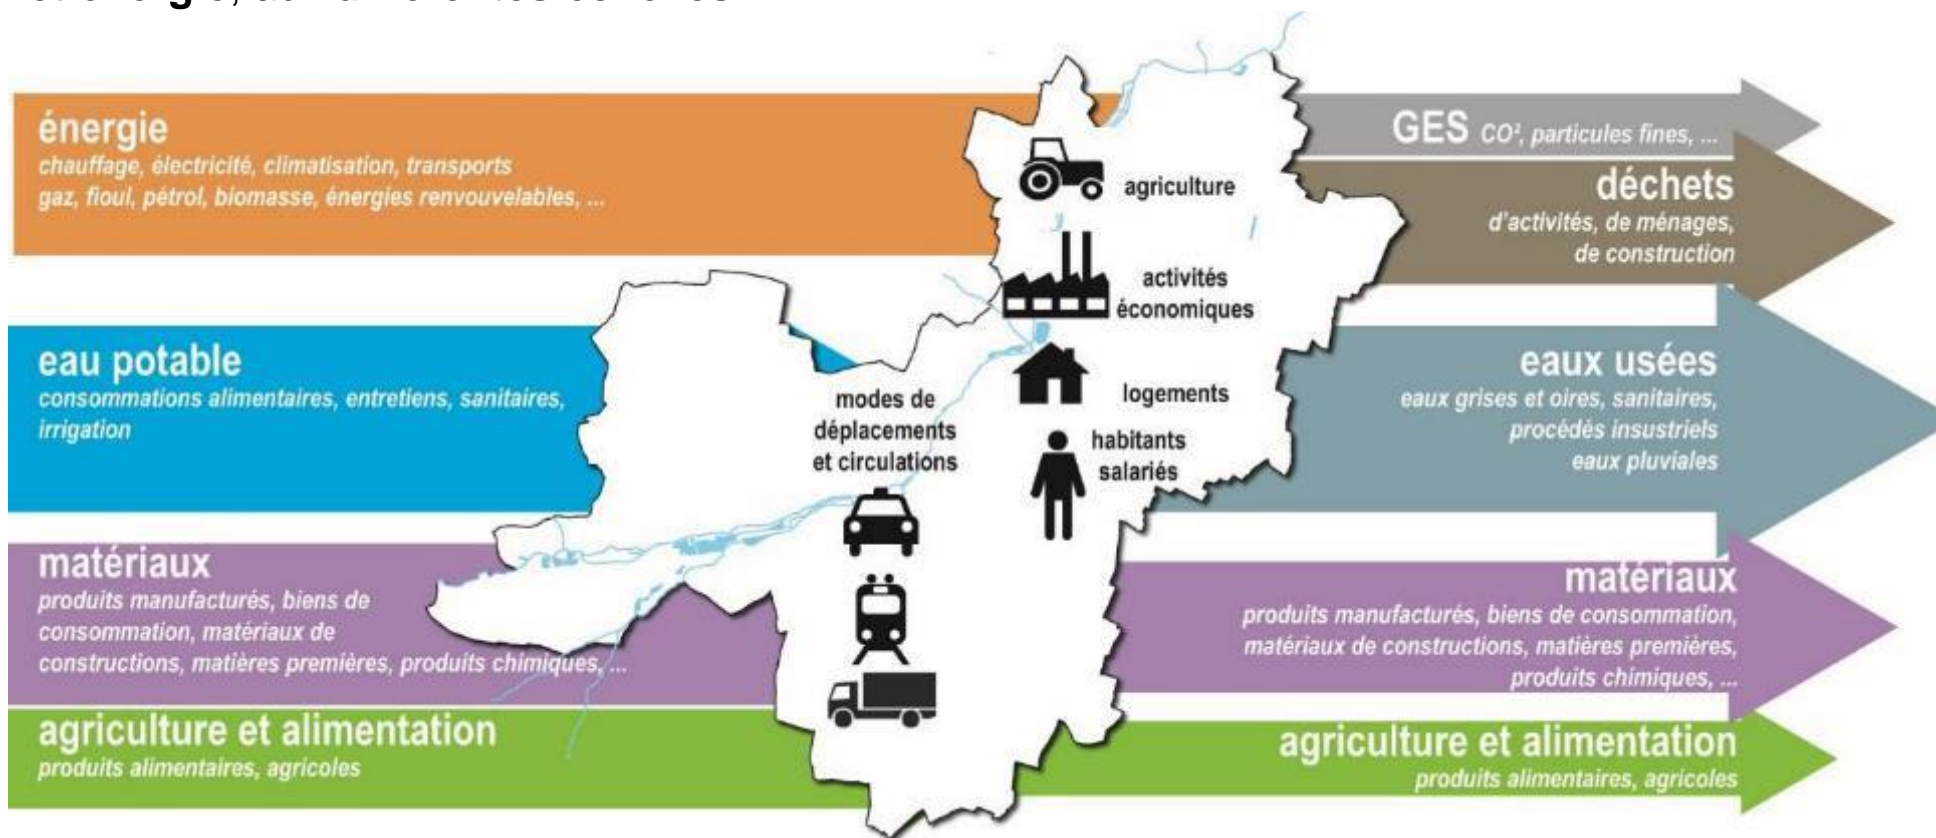 énergie
chauffage, électricité, climatisation, transports
gaz, fioul, pétrol, biomasse, énergies renvouvelables, ...
eau potable
consommations alimentaires, entretiens, sanitaires,
irrigation
matériaux
produits manufacturés, biens de
consommation, matériaux de
constructions, matières premières, produits chimiques, ...
agriculture et alimentation
produits alimentaires, agricoles
agriculture
activités
économiques
logements
habitants
salariés
modes de
déplacements
et circulations
GES CO², particules fines, ...
déchets
d'activités, de ménages,
de construction
eaux usées
eaux grises et oires, sanitaires,
procédés insustriels
eaux pluviales
matériaux
produits manufacturés, biens de consommation,
matériaux de constructions, matières premières,
produits chimiques, ...
agriculture et alimentation
produits alimentaires, agricoles